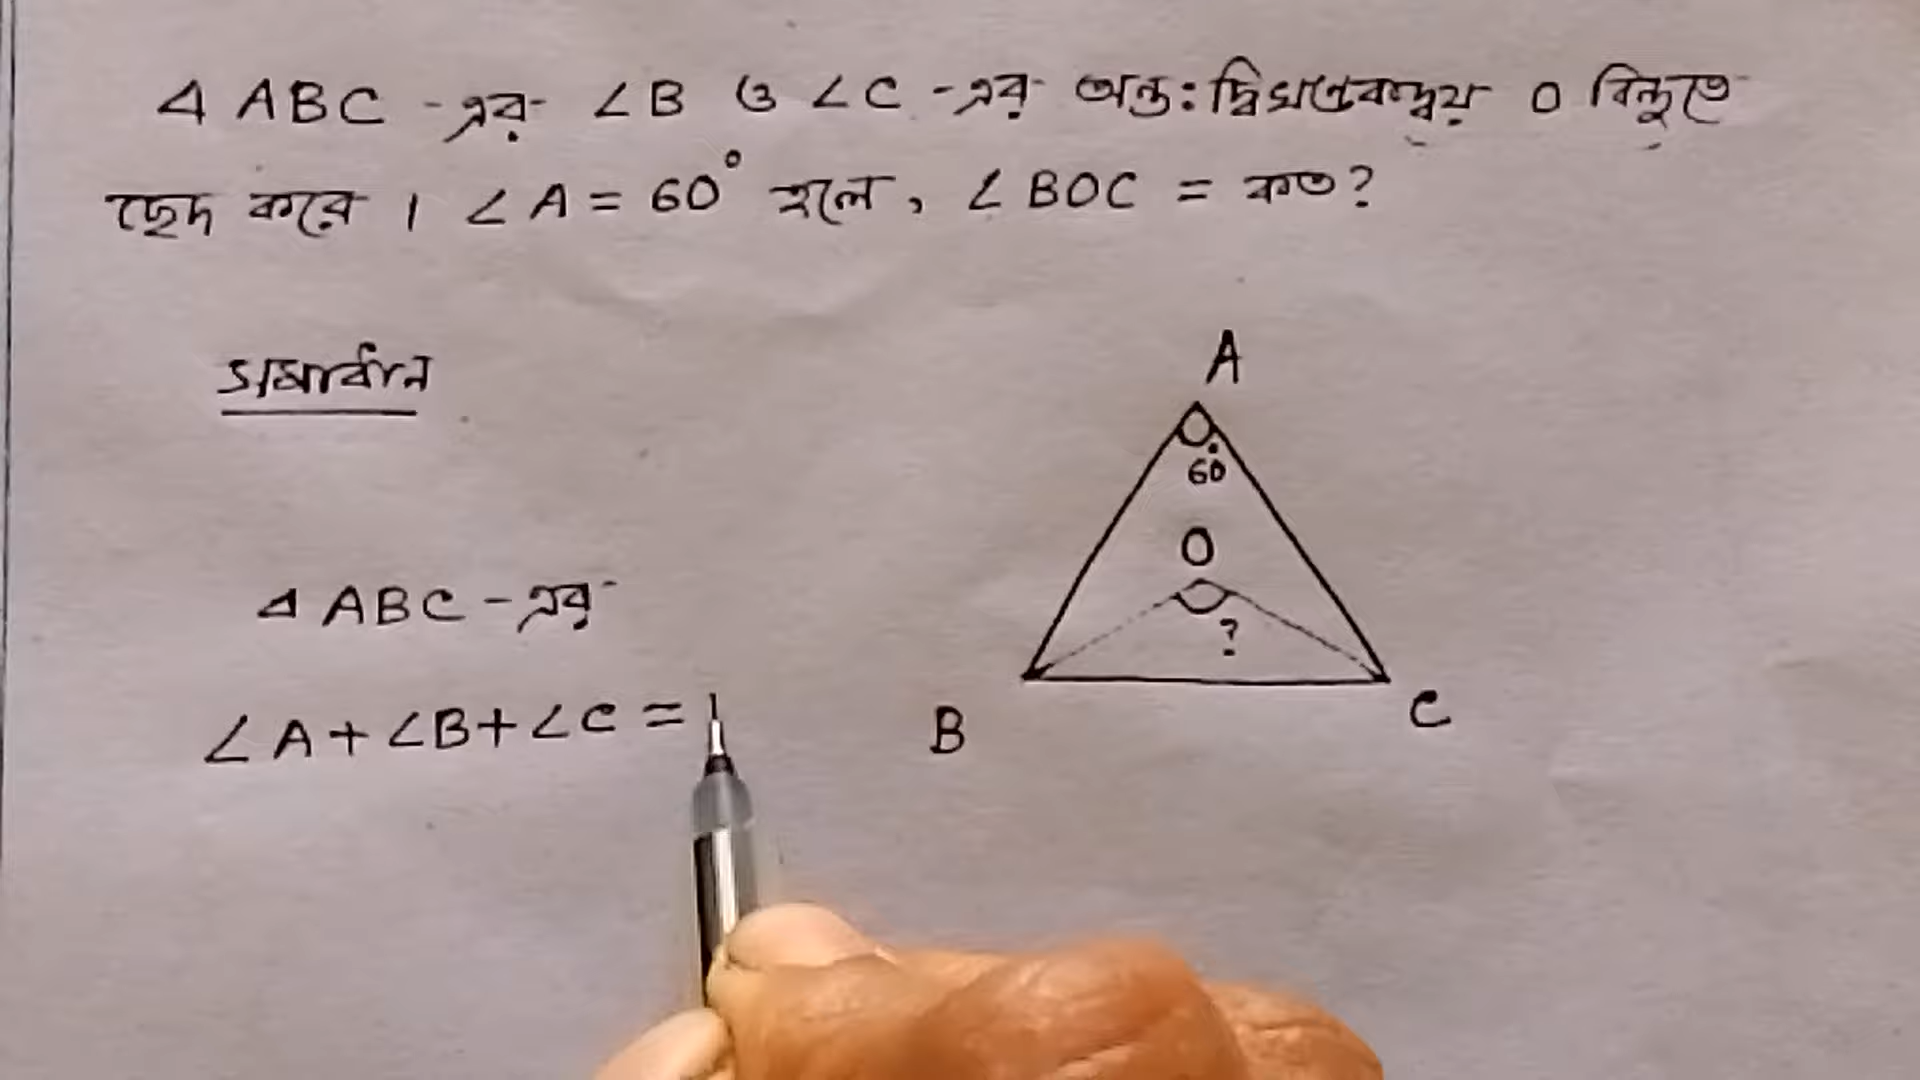 Δ ABC -এর ∠B ও ∠C -এর অন্ত:দ্বিখণ্ডকদ্বয় O বিন্দুতে
ছেদ করে । ∠A = 60° হলে, ∠BOC = কত?
সমাধান
A
60°
O
?
Δ ABC - এর
∠A + ∠B + ∠C = 1
B
C